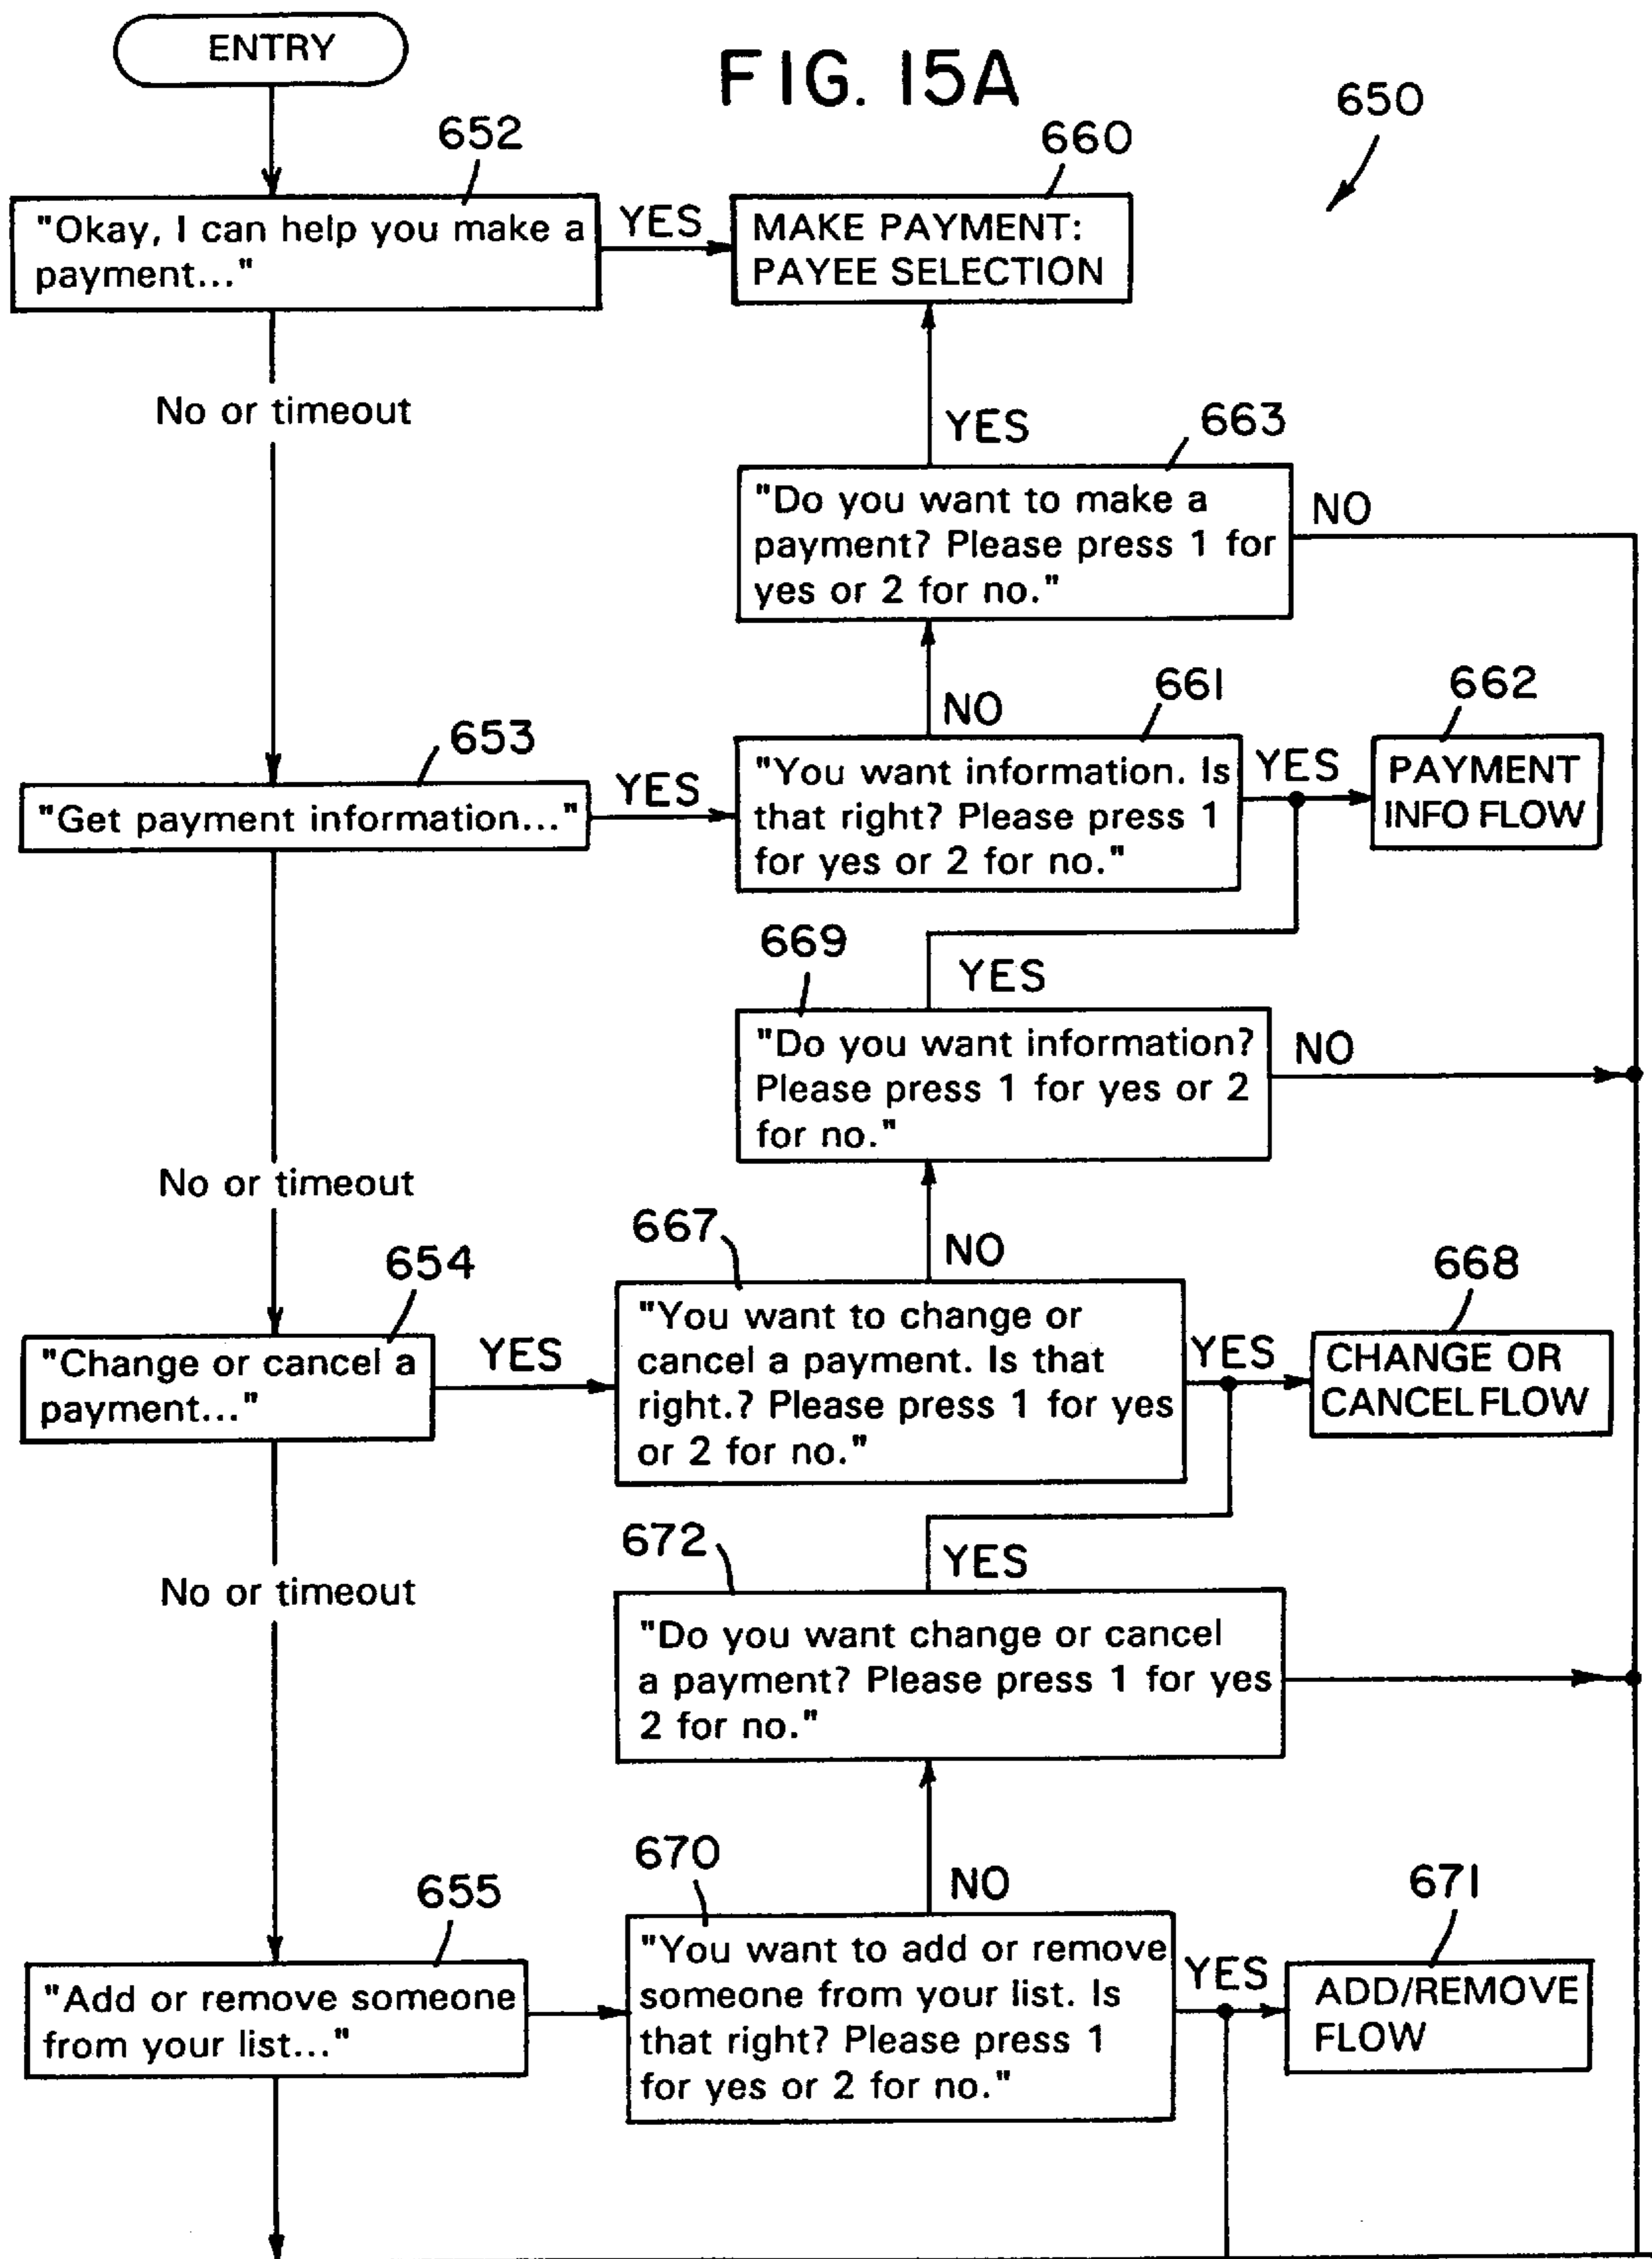 ENTRY
FIG. 15A
650
652
660
"Okay, I can help you make a
payment..."
YES
MAKE PAYMENT:
PAYEE SELECTION
No or timeout
YES
663
"Do you want to make a
payment? Please press 1 for
yes or 2 for no."
NO
NO
661
662
653
"Get payment information..."
YES
"You want information. Is
that right? Please press 1
for yes or 2 for no."
YES
PAYMENT
INFO FLOW
669
YES
"Do you want information?
Please press 1 for yes or 2
for no."
NO
No or timeout
667
NO
668
654
"Change or cancel a
payment..."
YES
"You want to change or
cancel a payment. Is that
right.? Please press 1 for yes
or 2 for no."
YES
CHANGE OR
CANCEL FLOW
672
YES
No or timeout
"Do you want change or cancel
a payment? Please press 1 for yes
2 for no."
670
NO
671
655
"Add or remove someone
from your list..."
"You want to add or remove
someone from your list. Is
that right? Please press 1
for yes or 2 for no."
YES
ADD/REMOVE
FLOW